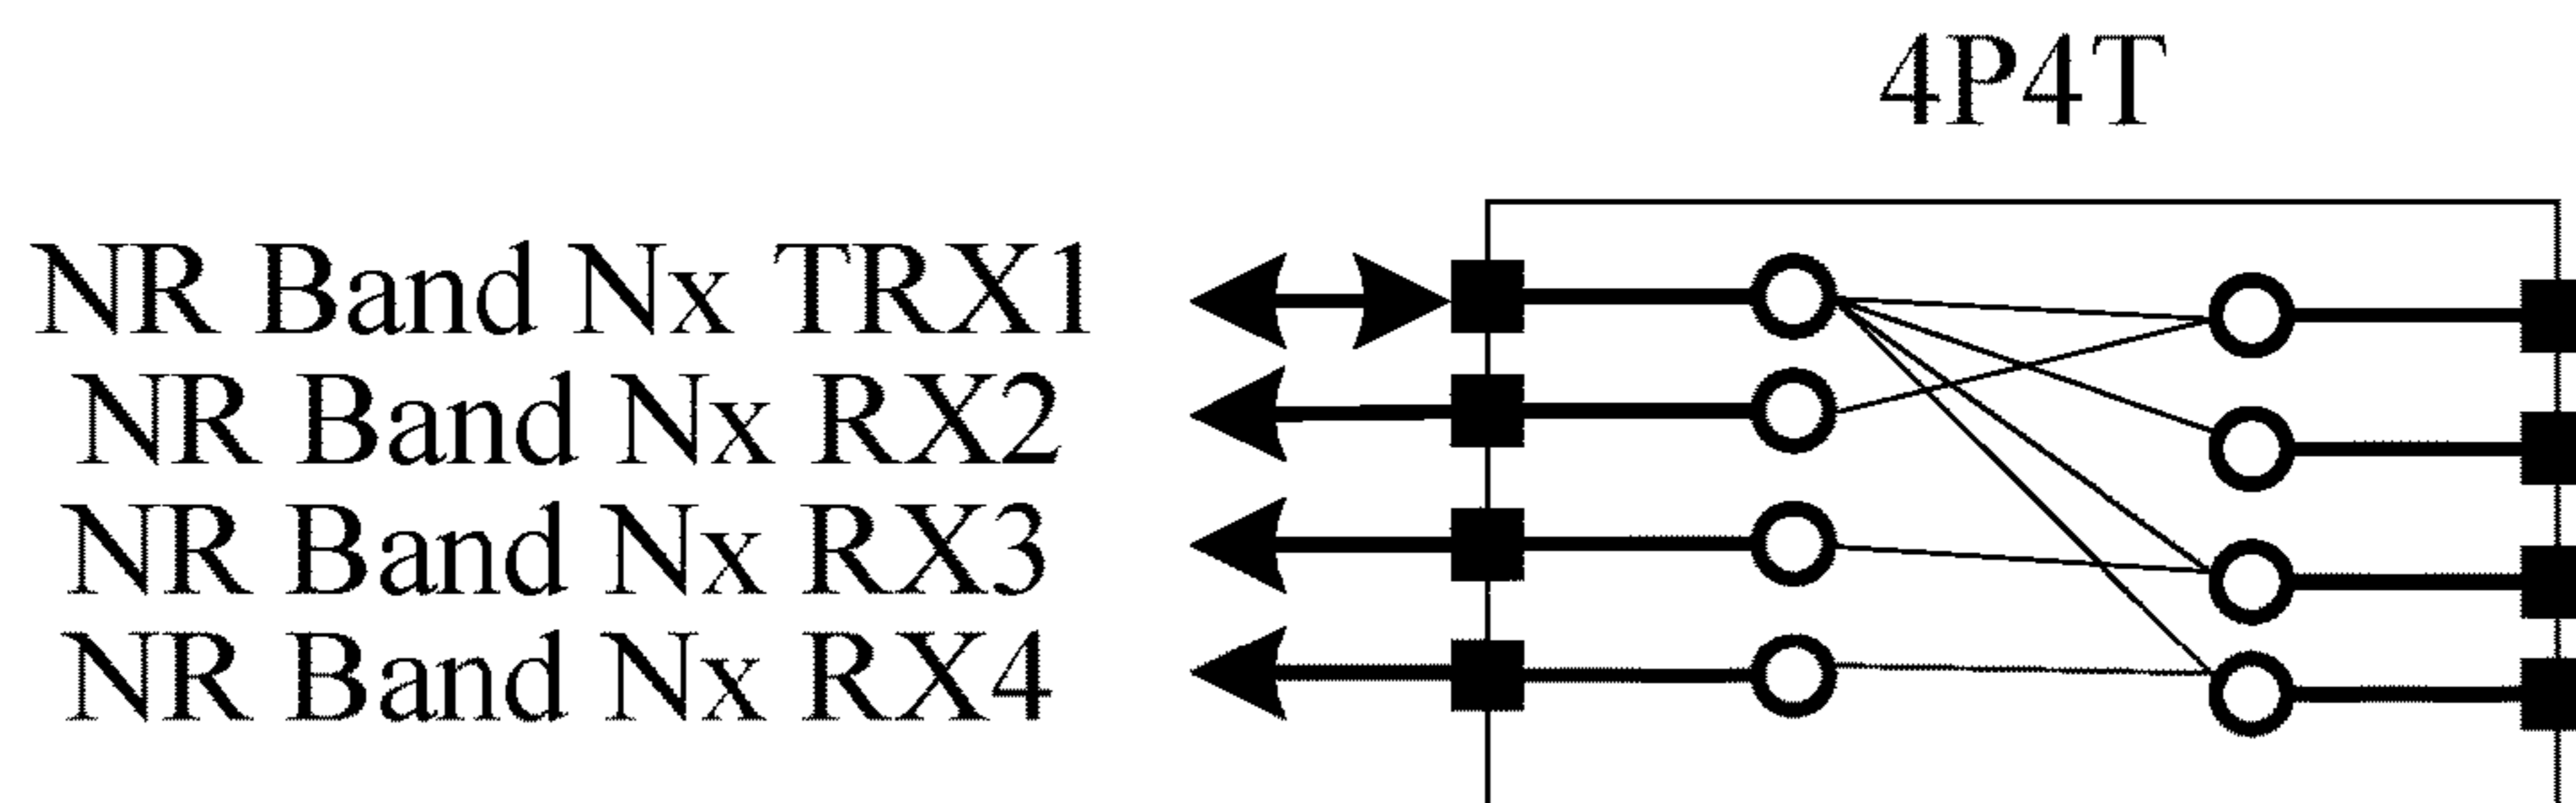 4P4T
NR Band Nx TRX1
NR Band Nx RX2
NR Band Nx RX3
NR Band Nx RX4